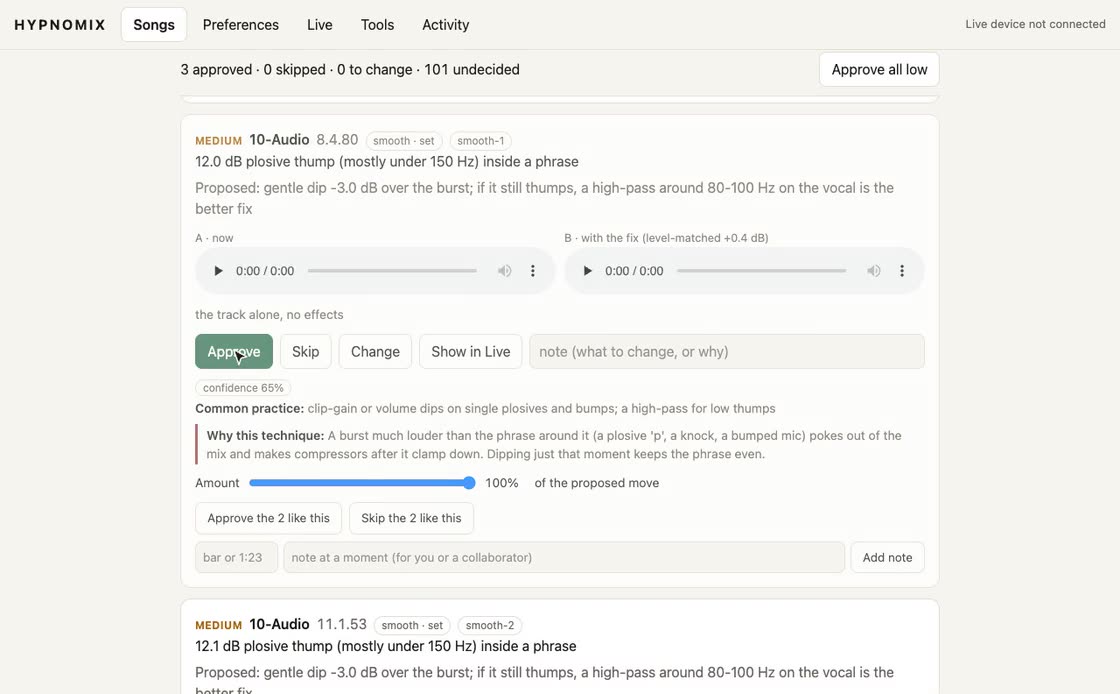 HYPNOMIX Songs Preferences Live Tools Activity Live device not connected
3 approved · 0 skipped · 0 to change · 101 undecided Approve all low
MEDIUM 10-Audio 8.4.80 smooth · set smooth-1
12.0 dB plosive thump (mostly under 150 Hz) inside a phrase
Proposed: gentle dip -3.0 dB over the burst; if it still thumps, a high-pass around 80-100 Hz on the vocal is the
better fix
A · now B · with the fix (level-matched +0.4 dB)
0:00 / 0:00 0:00 / 0:00
the track alone, no effects
Approve Skip Change Show in Live note (what to change, or why)
confidence 65%
Common practice: clip-gain or volume dips on single plosives and bumps; a high-pass for low thumps
Why this technique: A burst much louder than the phrase around it (a plosive 'p', a knock, a bumped mic) pokes out of the
mix and makes compressors after it clamp down. Dipping just that moment keeps the phrase even.
Amount 100% of the proposed move
Approve the 2 like this Skip the 2 like this
bar or 1:23 note at a moment (for you or a collaborator) Add note
MEDIUM 10-Audio 11.1.53 smooth · set smooth-2
12.1 dB plosive thump (mostly under 150 Hz) inside a phrase
Proposed: gentle dip -3.0 dB over the burst; if it still thumps, a high-pass around 80-100 Hz on the vocal is the
better fix